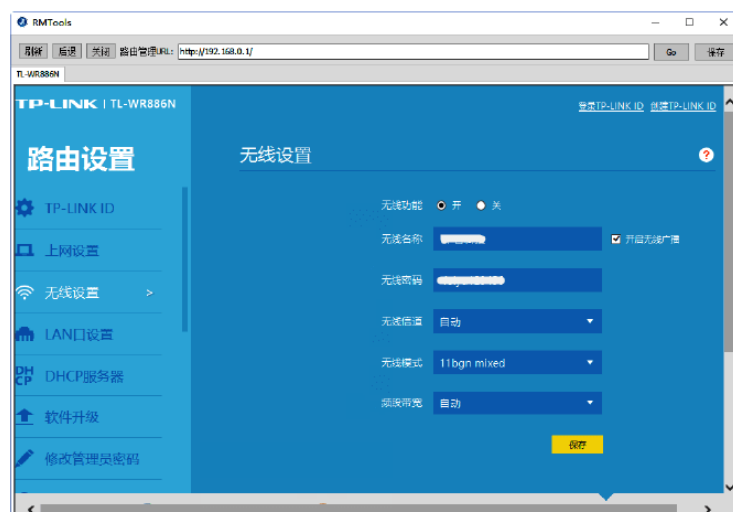 RMTools
刷新 后退 关闭 路由管理URL: http://192.168.0.1/ Go 保存
TL-WR886N
TP-LINK | TL-WR886N 登录TP-LINK ID 创建TP-LINK ID
路由设置 无线设置 ?
TP-LINK ID 无线功能 开 关
上网设置 无线名称 开启无线广播
无线设置 > 无线密码
LAN口设置 无线信道 自动
DHCP DHCP服务器 无线模式 11bgn mixed
软件升级 频段带宽 自动
修改管理员密码 保存